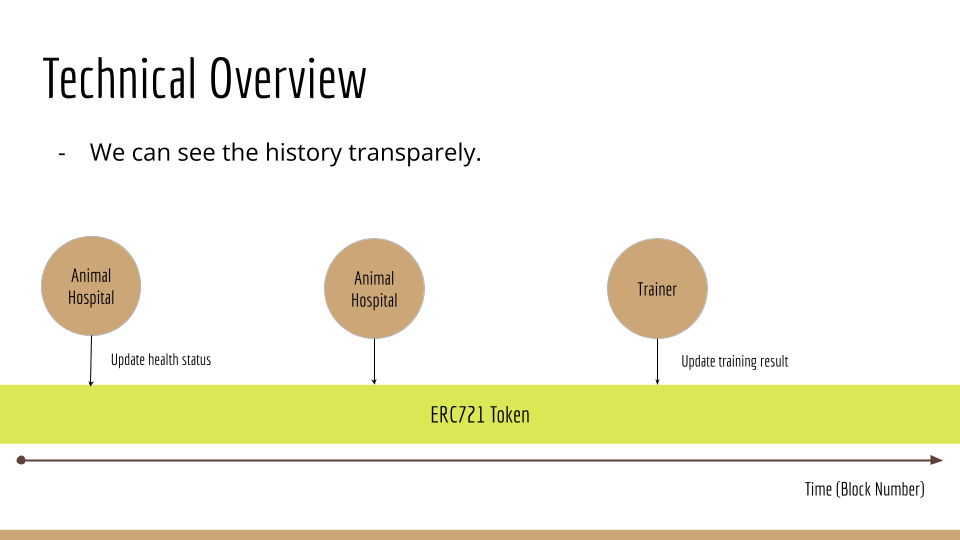 Technical Overview
- We can see the history transparely.
Animal
Hospital
Animal
Hospital
Trainer
Update health status
Update training result
ERC721 Token
Time (Block Number)